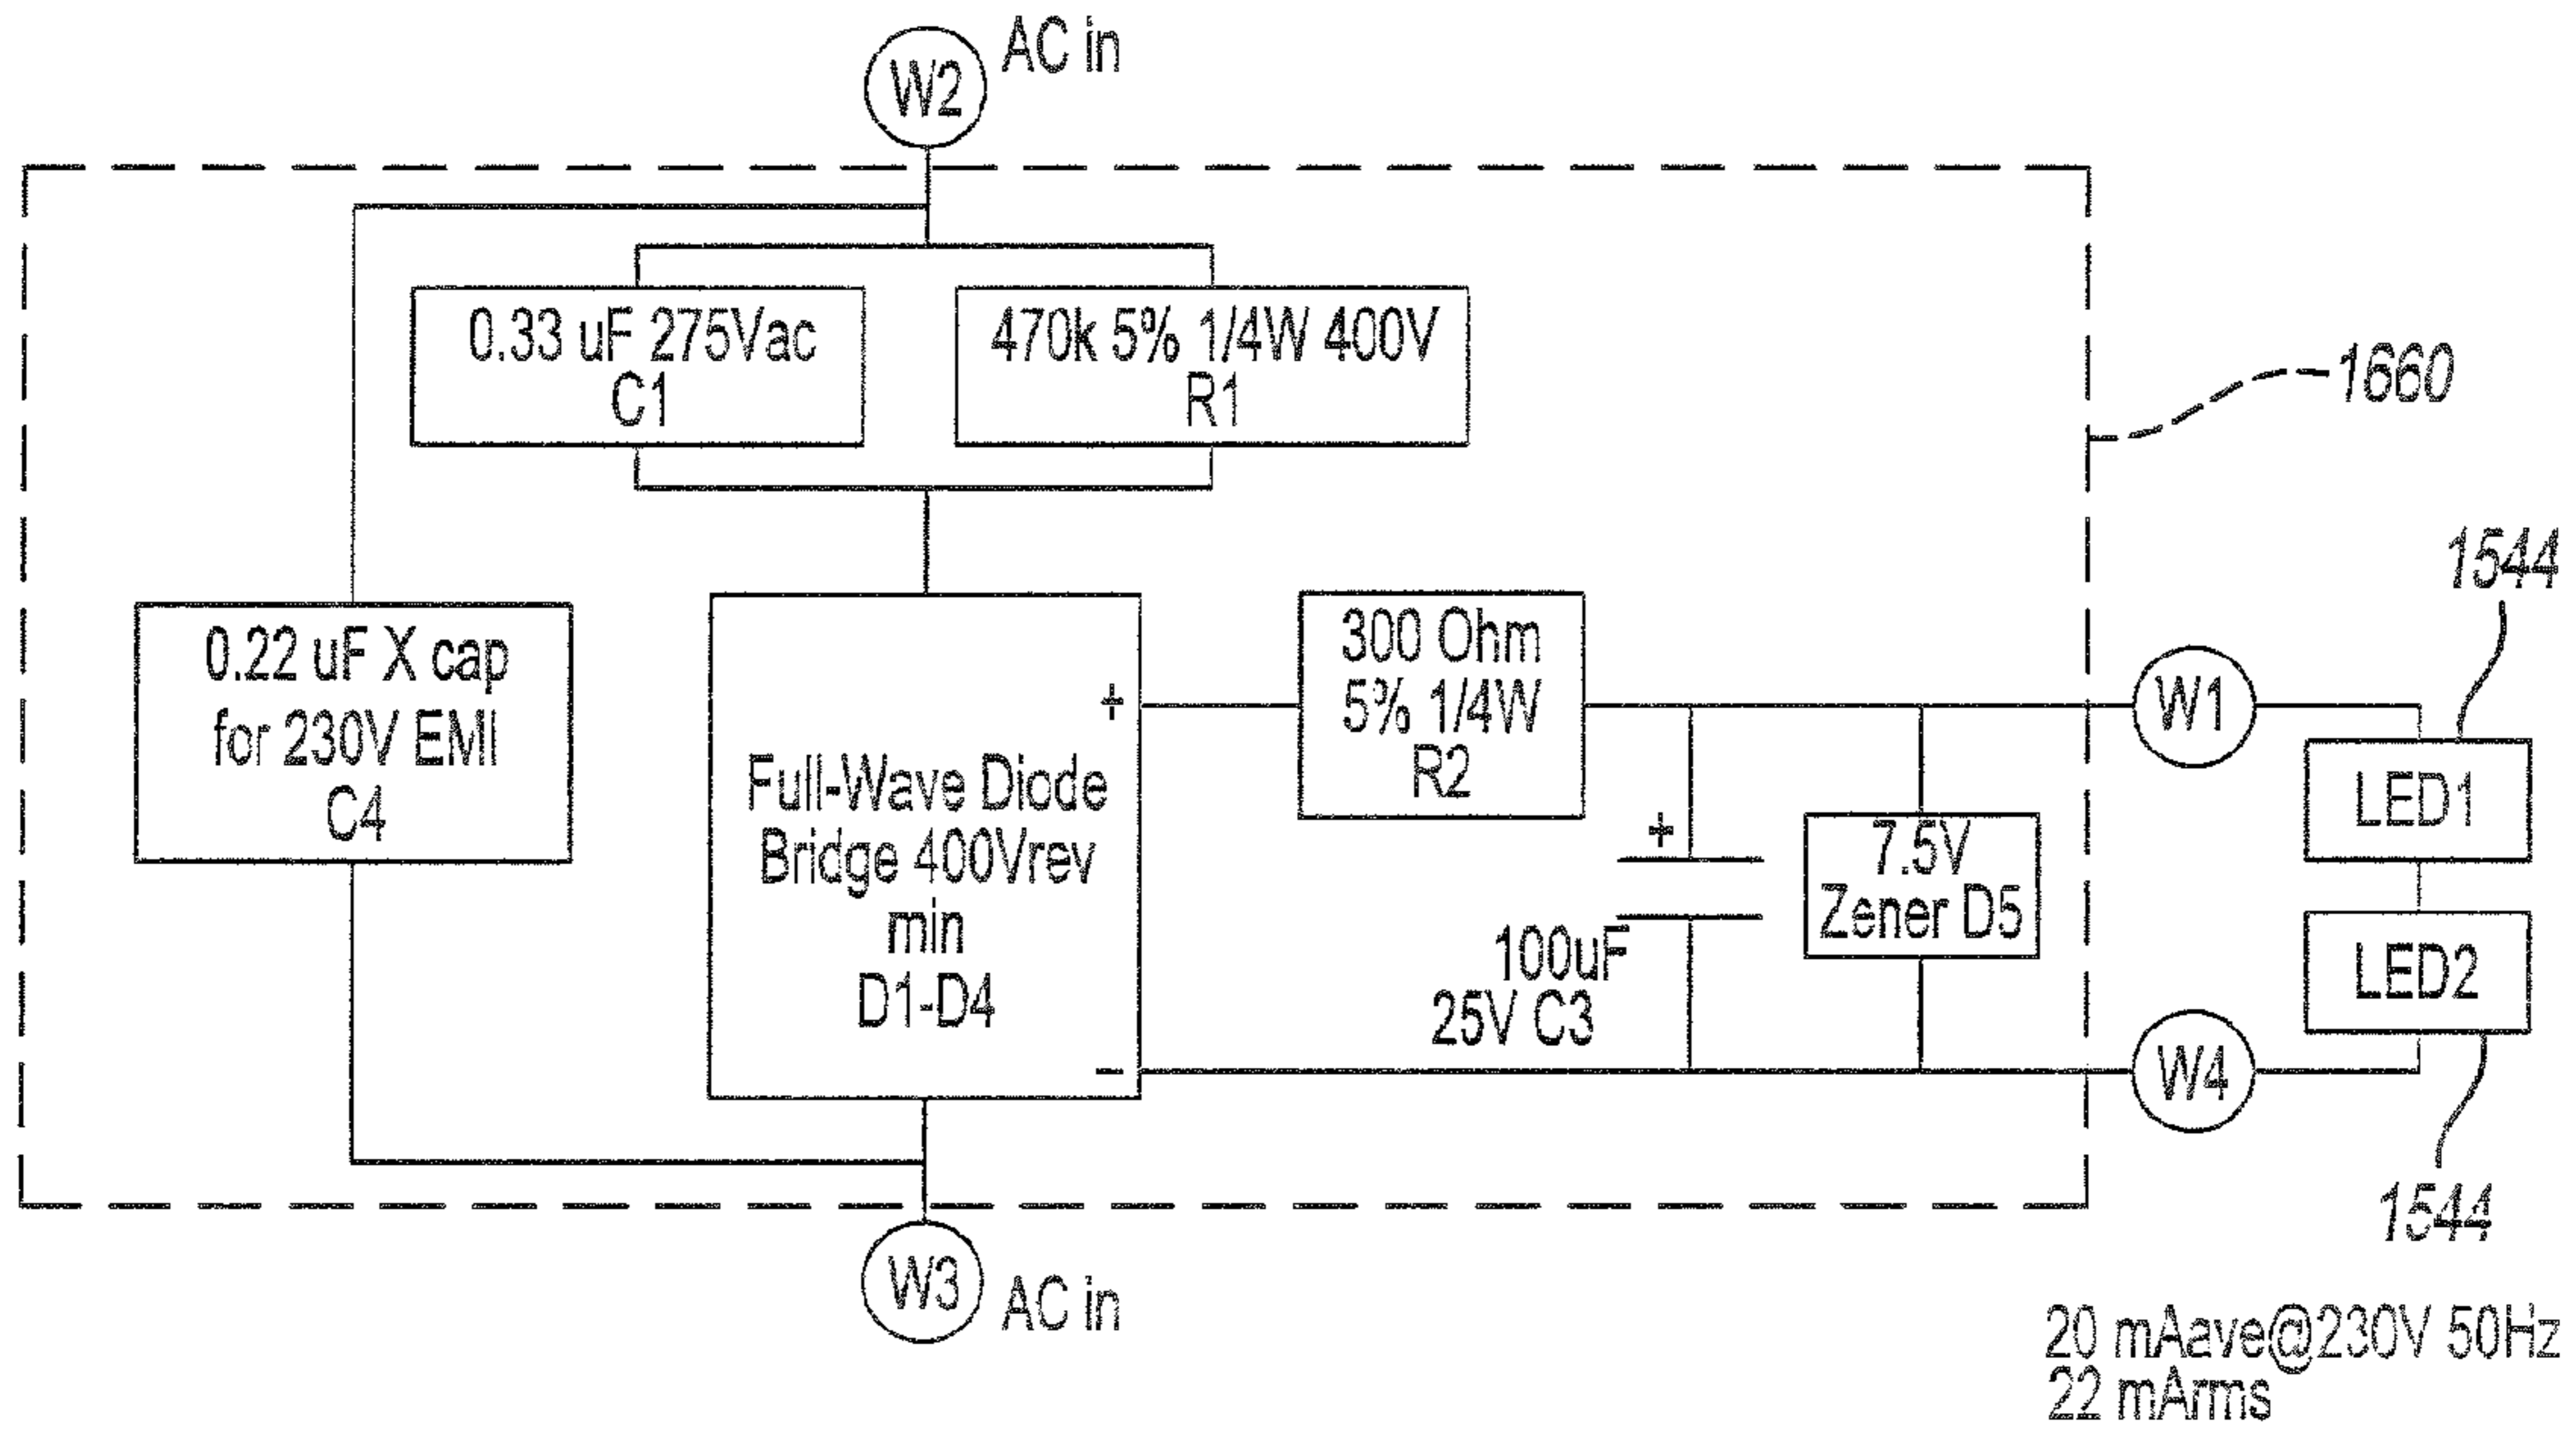 W2
AC in
0.33 uF 275Vac
C1
470k 5% 1/4W 400V
R1
1660
1544
0.22 uF X cap
for 230V EMI
C4
+
Full-Wave Diode
Bridge 400Vrev
min
D1-D4
-
300 Ohm
5% 1/4W
R2
+
100uF
25V C3
7.5V
Zener D5
W1
LED1
LED2
W4
1544
W3
AC in
20 mAave@230V 50Hz
22 mArms